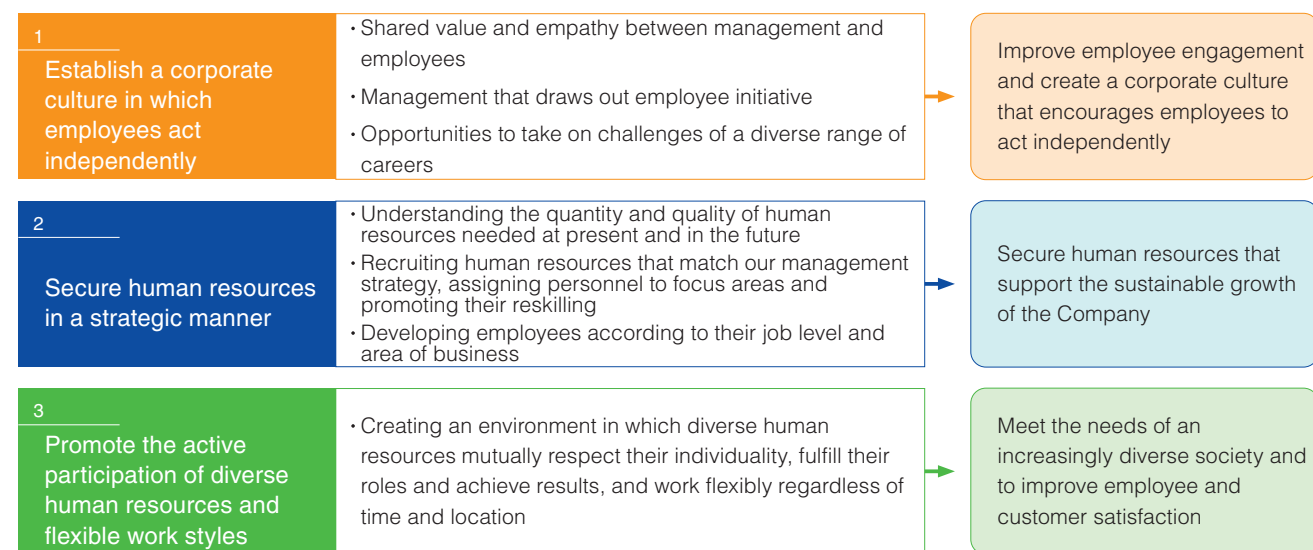 1
Establish a corporate
culture in which
employees act
independently
・Shared value and empathy between management and
employees
・Management that draws out employee initiative
・Opportunities to take on challenges of a diverse range of
careers
Improve employee engagement
and create a corporate culture
that encourages employees to
act independently
2
Secure human resources
in a strategic manner
・Understanding the quantity and quality of human
resources needed at present and in the future
・Recruiting human resources that match our management
strategy, assigning personnel to focus areas and
promoting their reskilling
・Developing employees according to their job level and
area of business
Secure human resources that
support the sustainable growth
of the Company
3
Promote the active
participation of diverse
human resources and
flexible work styles
・Creating an environment in which diverse human
resources mutually respect their individuality, fulfill their
roles and achieve results, and work flexibly regardless of
time and location
Meet the needs of an
increasingly diverse society and
to improve employee and
customer satisfaction